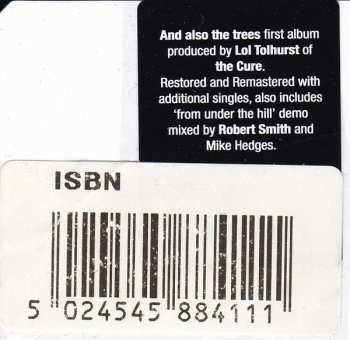 And also the trees first album
produced by Lol Tolhurst of
the Cure.
Restored and Remastered with
additional singles, also includes
‘from under the hill’ demo
mixed by Robert Smith and
Mike Hedges.
ISBN
5 024545 884111